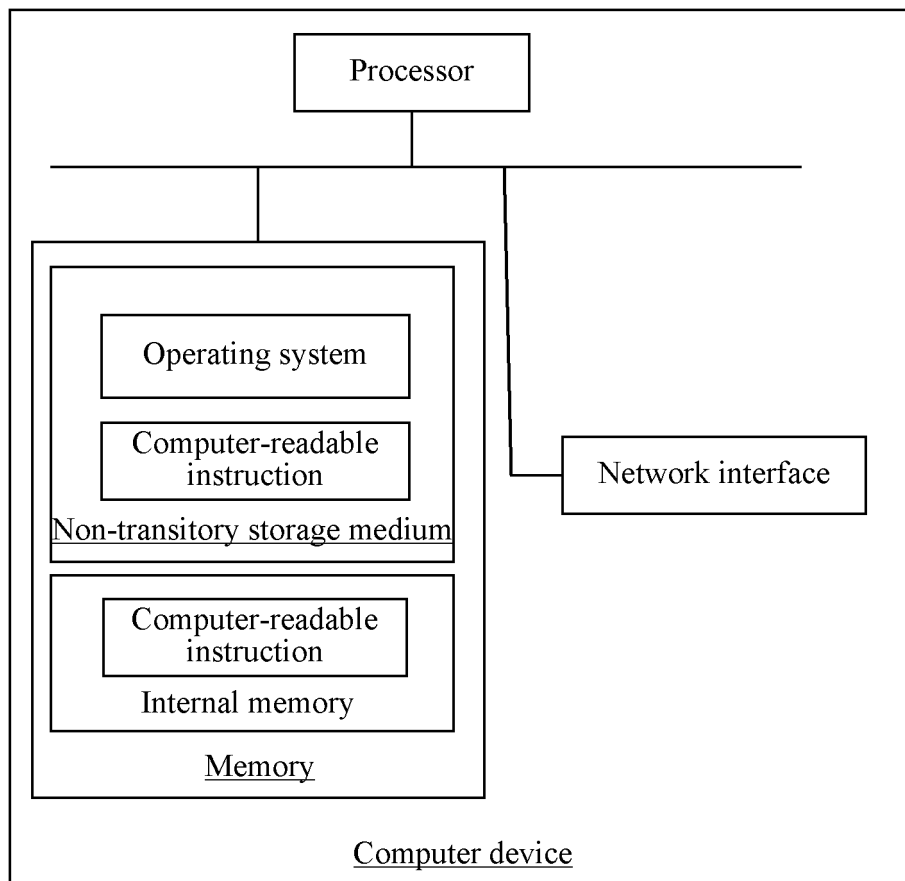 Processor
Operating system
Computer-readable
instruction
Non-transitory storage medium
Network interface
Computer-readable
instruction
Internal memory
Memory
Computer device